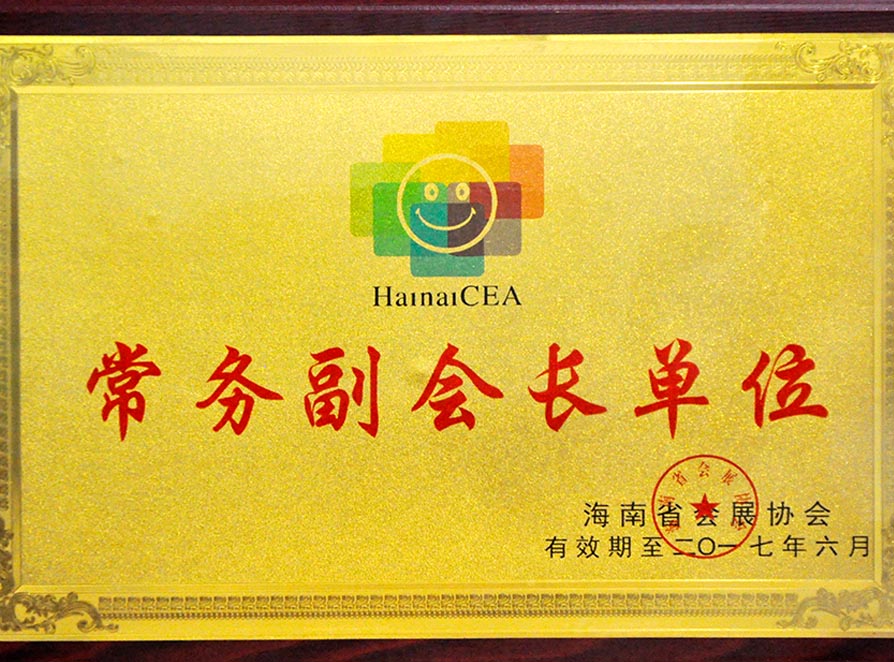 HainaiCEA
常务副会长单位
海南省会展协会
有效期至二〇一七年六月